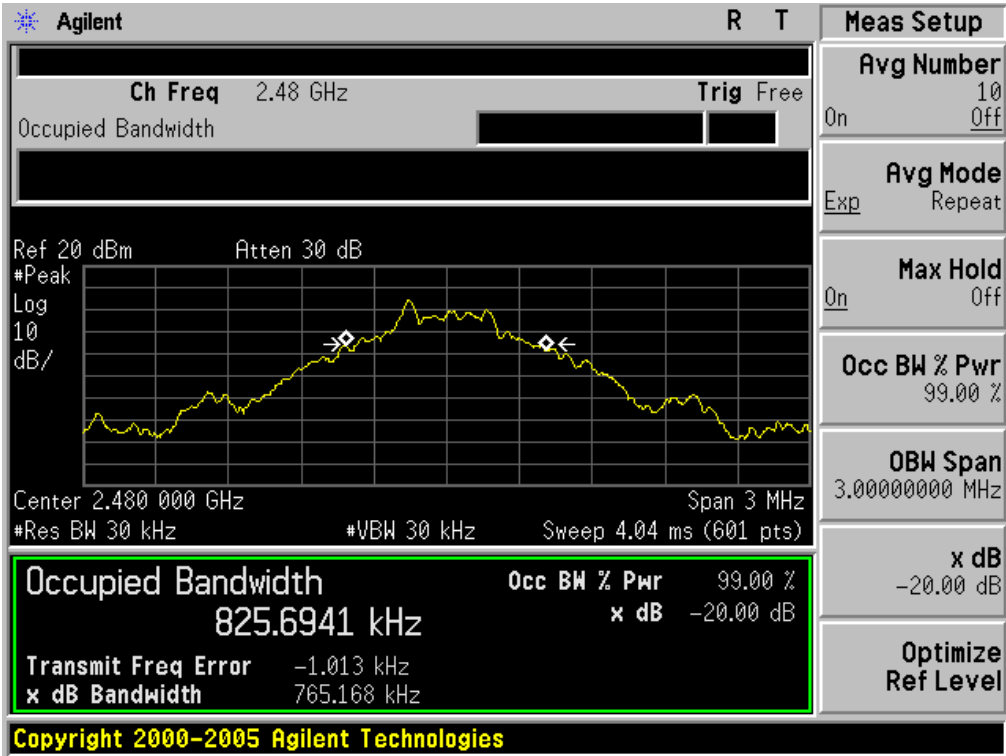 Agilent R T
Ch Freq 2.48 GHz Trig Free
Occupied Bandwidth
Ref 20 dBm Atten 30 dB
#Peak
Log
10
dB/
Center 2.480 000 GHz Span 3 MHz
#Res BW 30 kHz #VBW 30 kHz Sweep 4.04 ms (601 pts)
Occupied Bandwidth Occ BW % Pwr 99.00 %
825.6941 kHz x dB -20.00 dB
Transmit Freq Error -1.013 kHz
x dB Bandwidth 765.168 kHz
Copyright 2000-2005 Agilent Technologies
Meas Setup
Avg Number
10
On Off
Avg Mode
Exp Repeat
Max Hold
On Off
Occ BW % Pwr
99.00 %
OBW Span
3.00000000 MHz
x dB
-20.00 dB
Optimize
Ref Level